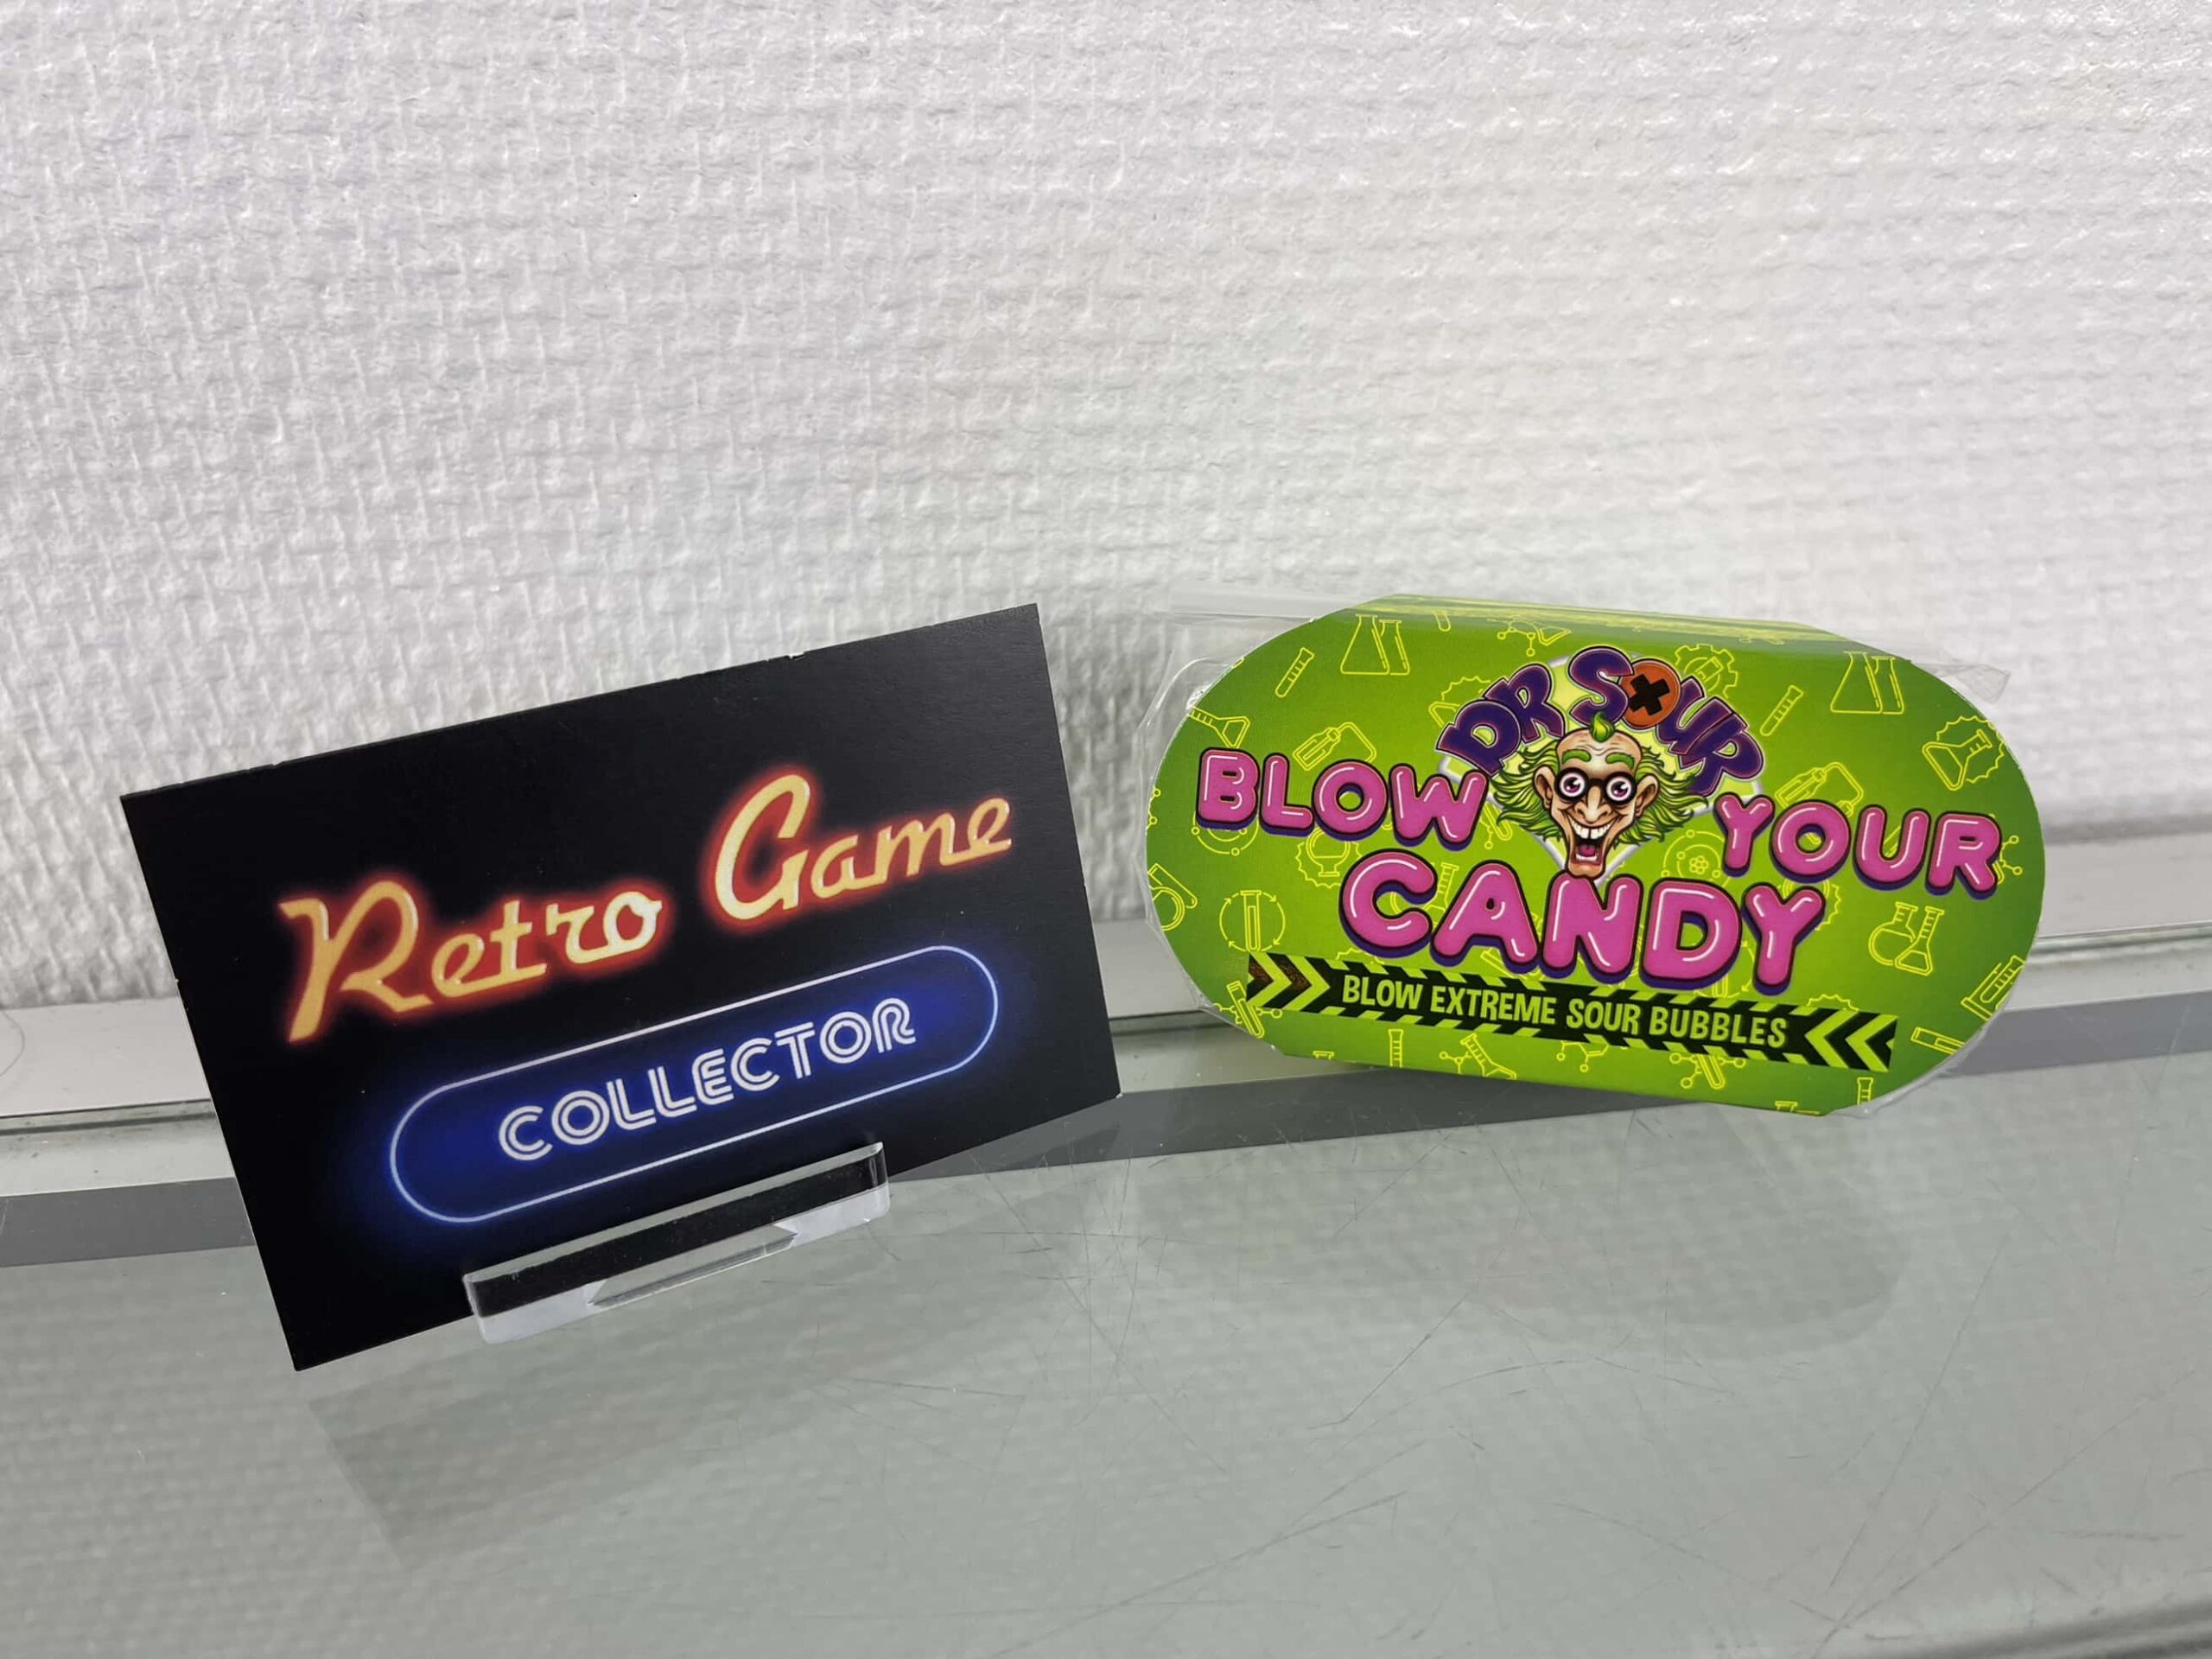 Retro Game
COLLECTOR
DR SOUR
BLOW YOUR
CANDY
BLOW EXTREME SOUR BUBBLES